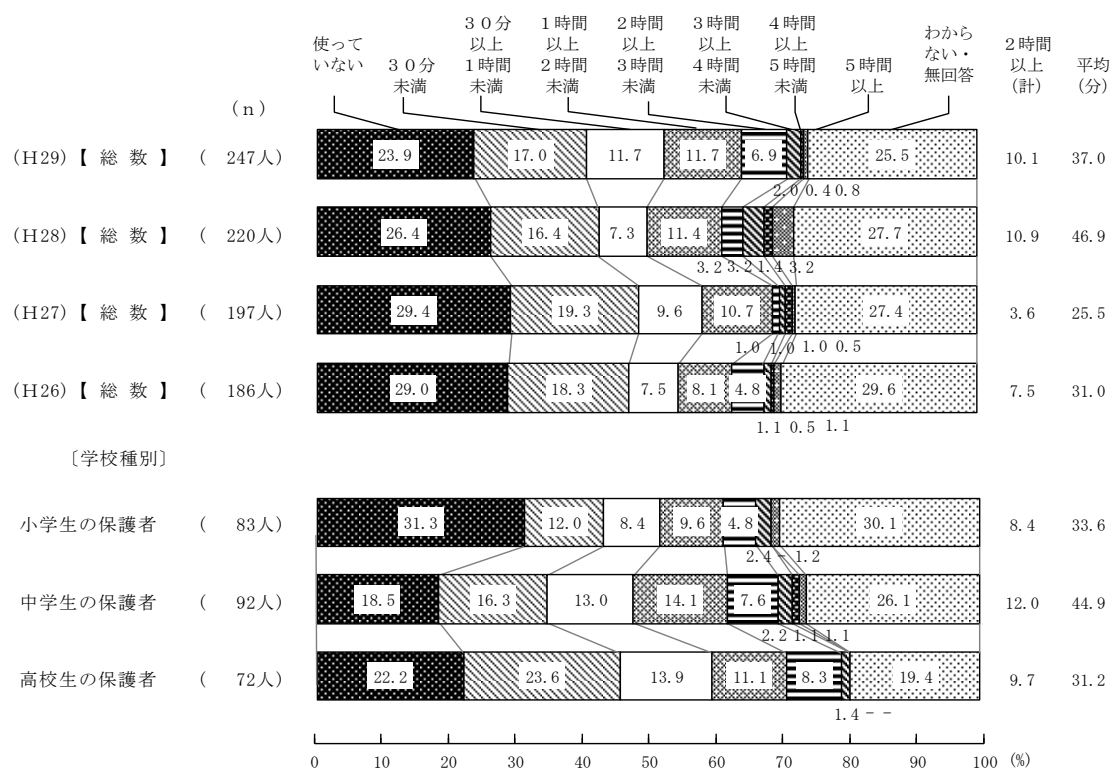 使って
いない
３０分
未満
３０分
以上
１時間
未満
１時間
以上
２時間
未満
２時間
以上
３時間
未満
３時間
以上
４時間
未満
４時間
以上
５時間
未満
５時間
以上
わから
ない・
無回答
２時間
以上
(計)
平均
(分)
(ｎ)
(H29)【 総 数 】 ( 247人) 23.9 17.0 11.7 11.7 6.9 25.5 10.1 37.0
2.0 0.4 0.8
(H28)【 総 数 】 ( 220人) 26.4 16.4 7.3 11.4 27.7 10.9 46.9
3.2 3.2 1.4 3.2
(H27)【 総 数 】 ( 197人) 29.4 19.3 9.6 10.7 27.4 3.6 25.5
1.0 1.0 1.0 0.5
(H26)【 総 数 】 ( 186人) 29.0 18.3 7.5 8.1 4.8 29.6 7.5 31.0
1.1 0.5 1.1
〔学校種別〕
小学生の保護者 ( 83人) 31.3 12.0 8.4 9.6 4.8 30.1 8.4 33.6
2.4 － 1.2
中学生の保護者 ( 92人) 18.5 16.3 13.0 14.1 7.6 26.1 12.0 44.9
2.2 1.1 1.1
高校生の保護者 ( 72人) 22.2 23.6 13.9 11.1 8.3 19.4 9.7 31.2
1.4 － －
0 10 20 30 40 50 60 70 80 90 100 (%)